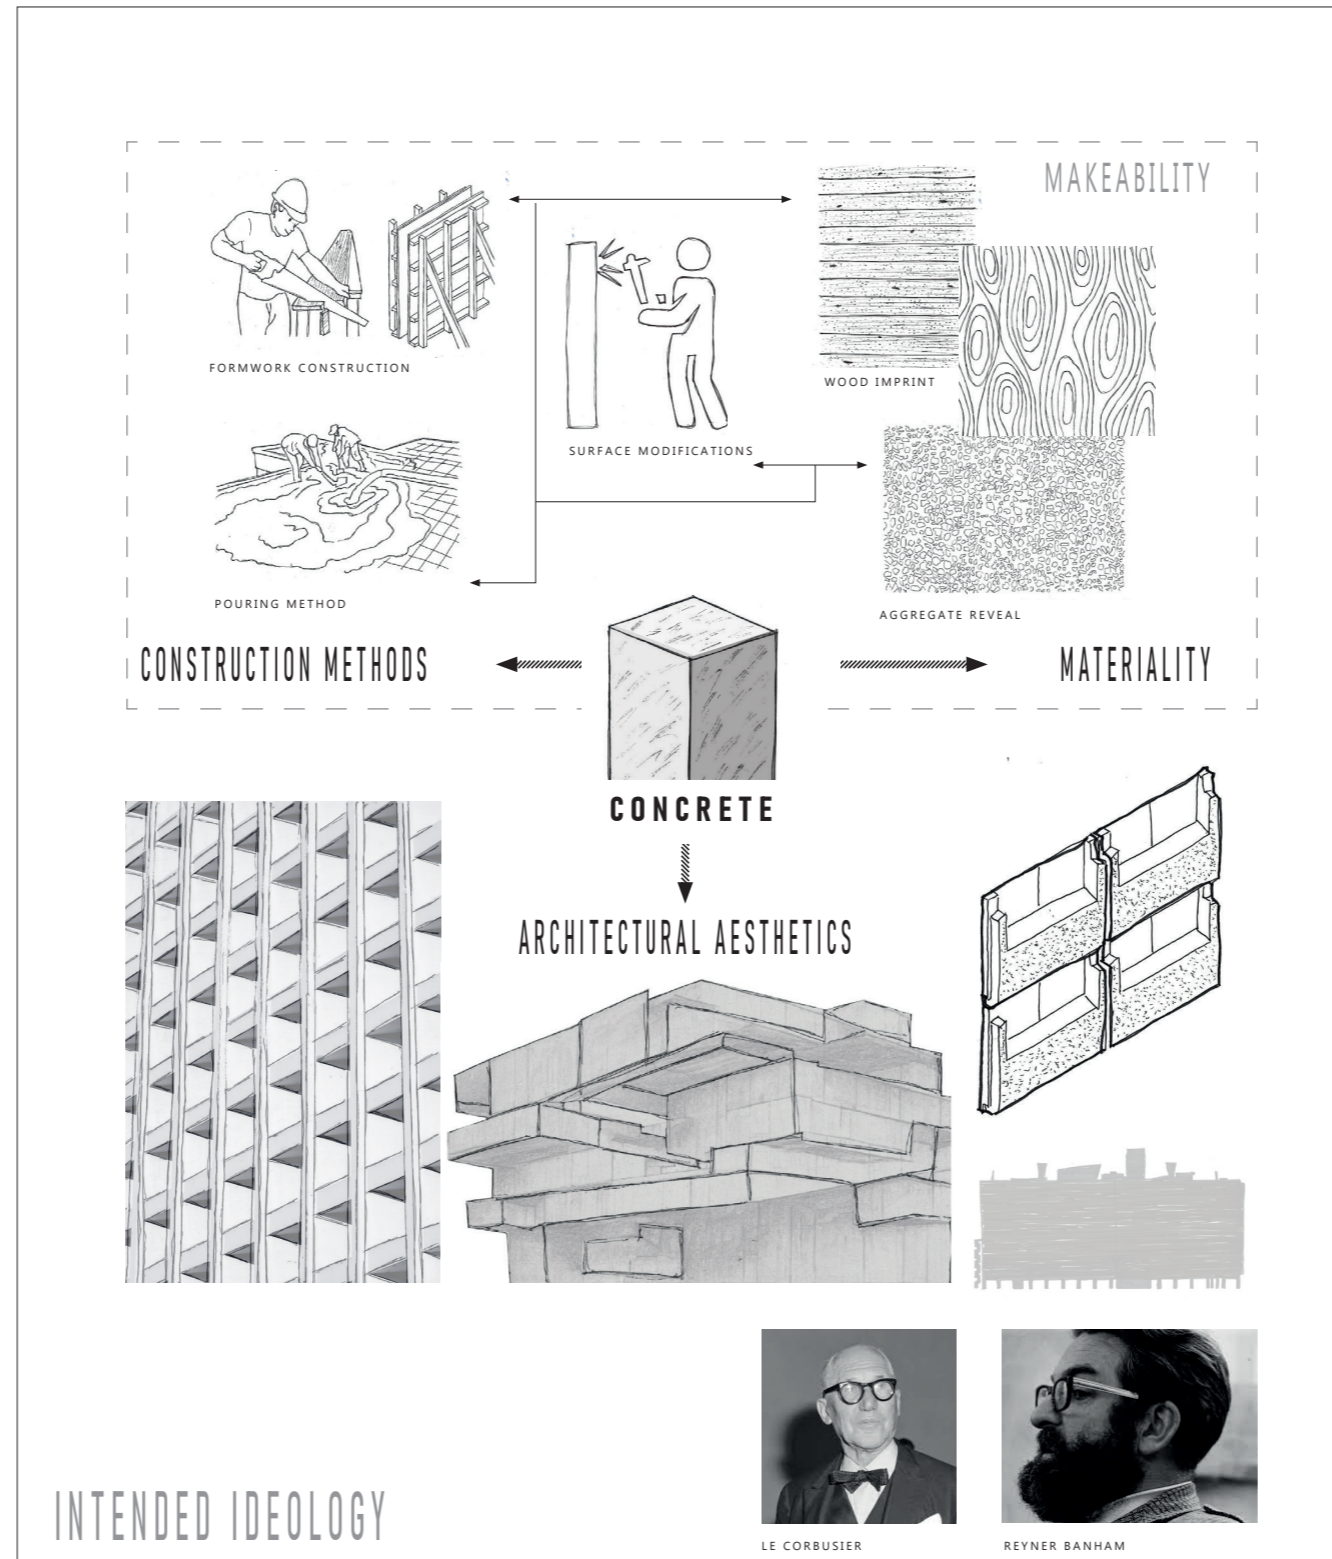 MAKEABILITY
FORMWORK CONSTRUCTION
WOOD IMPRINT
SURFACE MODIFICATIONS
POURING METHOD
AGGREGATE REVEAL
CONSTRUCTION METHODS
MATERIALITY
CONCRETE
ARCHITECTURAL AESTHETICS
INTENDED IDEOLOGY
LE CORBUSIER
REYNER BANHAM